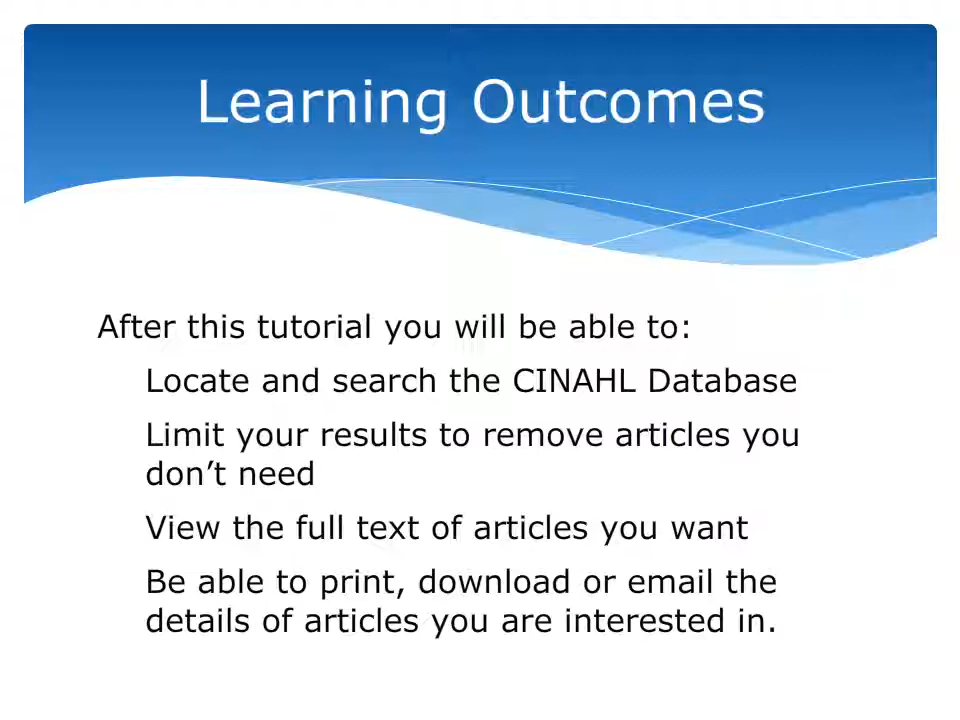 Learning Outcomes
After this tutorial you will be able to:
Locate and search the CINAHL Database
Limit your results to remove articles you
don’t need
View the full text of articles you want
Be able to print, download or email the
details of articles you are interested in.